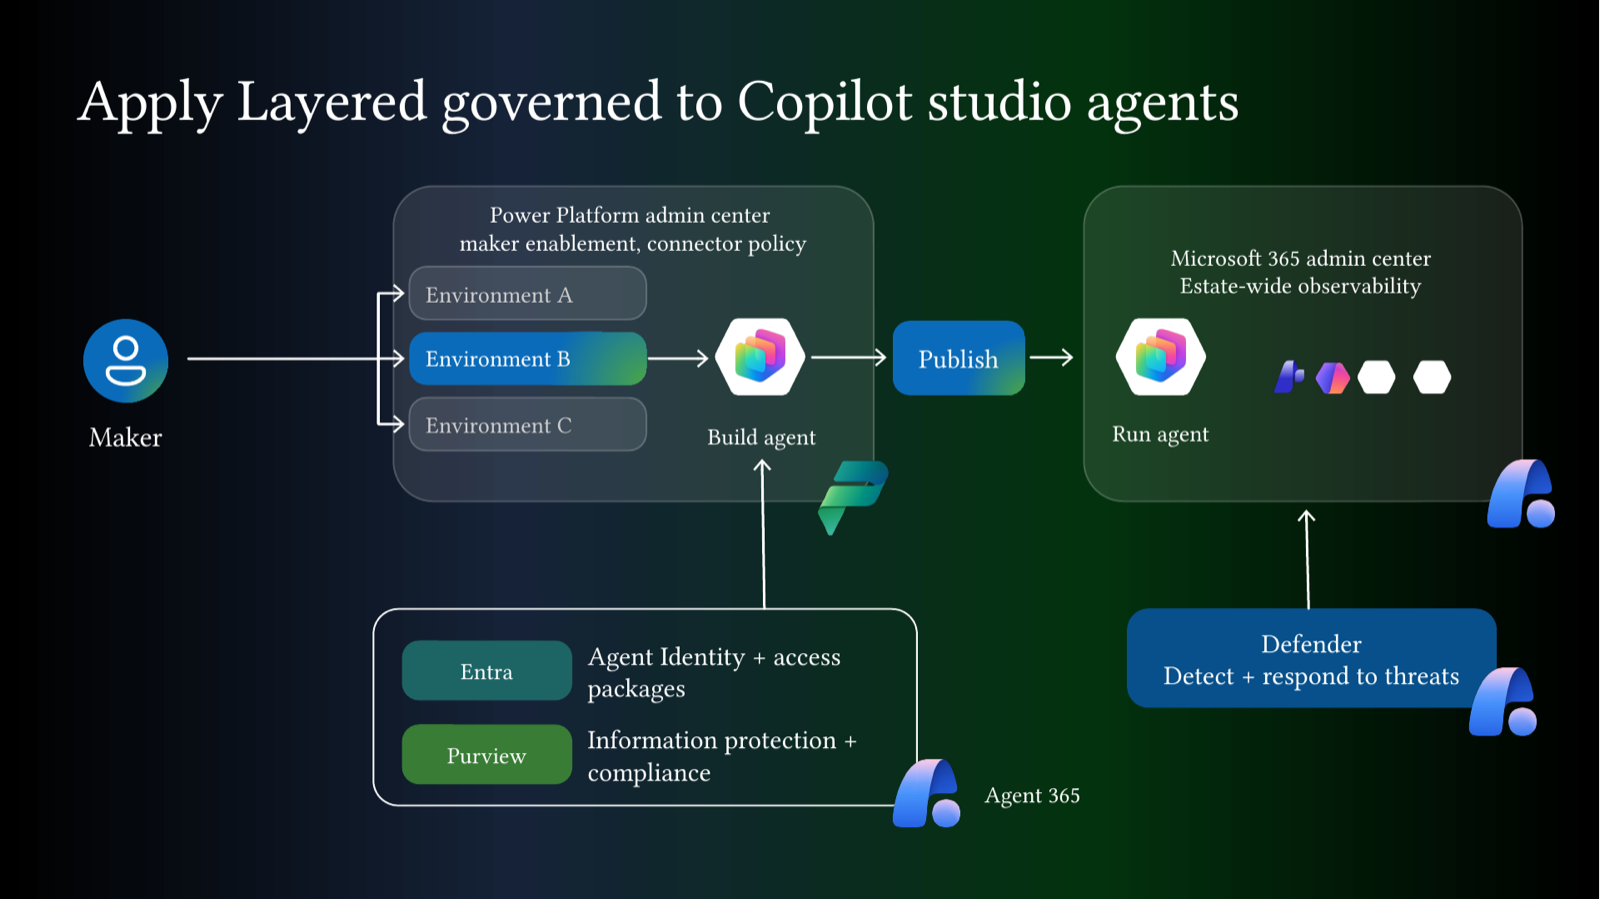 Apply Layered governed to Copilot studio agents
Power Platform admin center
maker enablement, connector policy
Environment A
Environment B
Environment C
Maker
Build agent
Publish
Microsoft 365 admin center
Estate-wide observability
Run agent
Entra
Agent Identity + access
packages
Purview
Information protection +
compliance
Agent 365
Defender
Detect + respond to threats